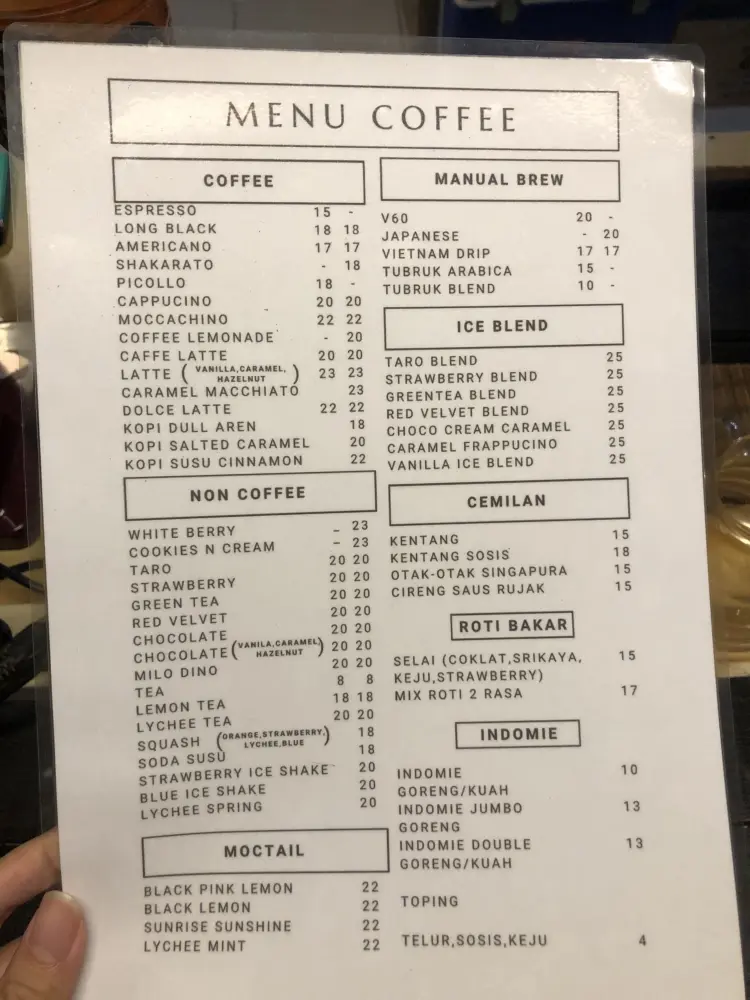 MENU COFFEE
COFFEE
ESPRESSO 15 -
LONG BLACK 18 18
AMERICANO 17 17
SHAKARATO - 18
PICOLLO 18 -
CAPPUCINO 20 20
MOCCACHINO 22 22
COFFEE LEMONADE - 20
CAFFE LATTE 20 20
LATTE (VANILLA,CARAMEL, HAZELNUT) 23 23
CARAMEL MACCHIATO 23
DOLCE LATTE 22 22
KOPI DULL AREN 18
KOPI SALTED CARAMEL 20
KOPI SUSU CINNAMON 22
NON COFFEE
WHITE BERRY – 23
COOKIES N CREAM – 23
TARO 20 20
STRAWBERRY 20 20
GREEN TEA 20 20
RED VELVET 20 20
CHOCOLATE 20 20
CHOCOLATE (VANILA,CARAMEL HAZELNUT) 20 20
MILO DINO 20 20
TEA 8 8
LEMON TEA 18 18
LYCHEE TEA 20 20
SQUASH (ORANGE,STRAWBERRY, LYCHEE,BLUE) 18
SODA SUSU 18
STRAWBERRY ICE SHAKE 20
BLUE ICE SHAKE 20
LYCHEE SPRING 20
MOCTAIL
BLACK PINK LEMON 22
BLACK LEMON 22
SUNRISE SUNSHINE 22
LYCHEE MINT 22
MANUAL BREW
V60 20 -
JAPANESE - 20
VIETNAM DRIP 17 17
TUBRUK ARABICA 15 -
TUBRUK BLEND 10 -
ICE BLEND
TARO BLEND 25
STRAWBERRY BLEND 25
GREENTEA BLEND 25
RED VELVET BLEND 25
CHOCO CREAM CARAMEL 25
CARAMEL FRAPPUCINO 25
VANILLA ICE BLEND 25
CEMILAN
KENTANG 15
KENTANG SOSIS 18
OTAK-OTAK SINGAPURA 15
CIRENG SAUS RUJAK 15
ROTI BAKAR
SELAI (COKLAT,SRIKAYA, 15
KEJU,STRAWBERRY)
MIX ROTI 2 RASA 17
INDOMIE
INDOMIE 10
GORENG/KUAH
INDOMIE JUMBO 13
GORENG
INDOMIE DOUBLE 13
GORENG/KUAH
TOPING
TELUR,SOSIS,KEJU 4